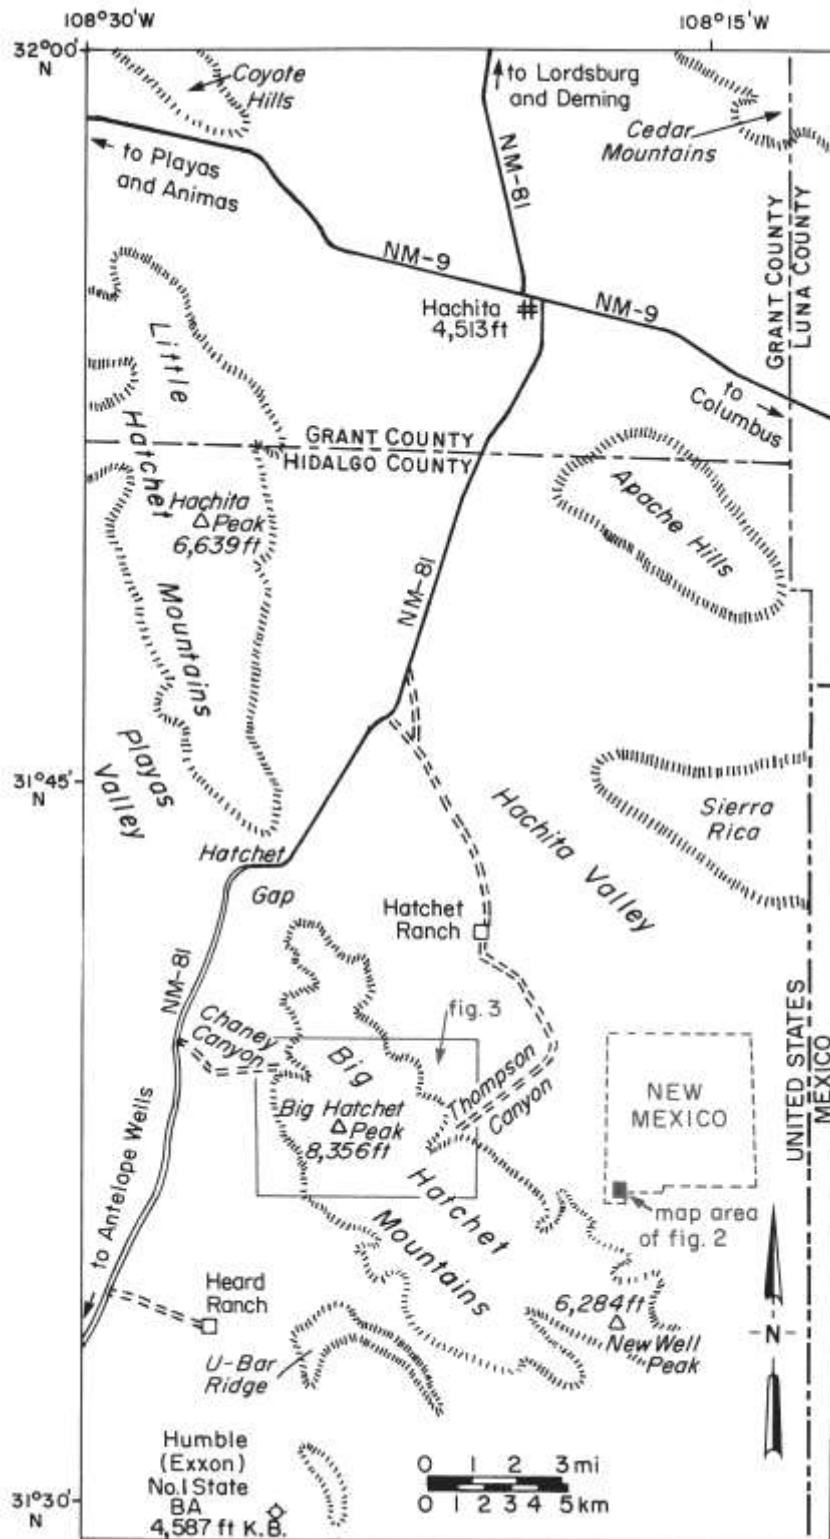 108°30'W
108°15'W
32°00'
N
Coyote
Hills
to Lordsburg
and Deming
Cedar
Mountains
to Playas
and Animas
NM-81
GRANT COUNTY
LUNA COUNTY
NM-9
Hachita
4,513ft
NM-9
Little
Hatchet
Mountains
to
Columbus
GRANT COUNTY
HIDALGO COUNTY
Hachita
Peak
6,639ft
Apache Hills
NM-81
Playas
Valley
31°45'
N
Hachita Valley
Sierra
Rica
Hatchet
Gap
Hatchet
Ranch
NM-81
Chaney
Canyon
fig. 3
Big
Hatchet
Mountains
Thompson
Canyon
Big Hatchet
Peak
8,356ft
NEW
MEXICO
UNITED STATES
MEXICO
map area
of fig. 2
to Antelope Wells
Heard
Ranch
6,284ft
New Well
Peak
N
U-Bar
Ridge
Humble
(Exxon)
No.1 State
BA
4,587 ft K.B.
0 1 2 3 mi
0 1 2 3 4 5 km
31°30'
N